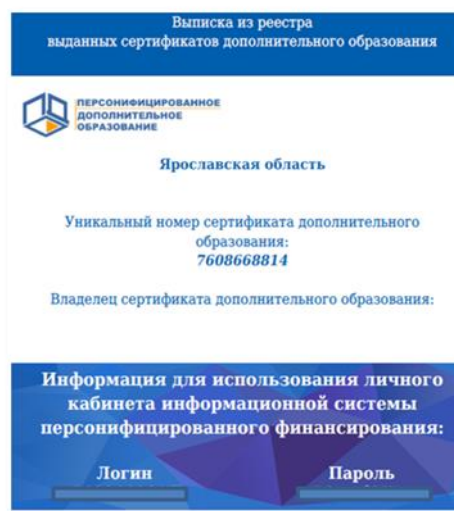 Выписка из реестра
выданных сертификатов дополнительного образования
ПЕРСОНИФИЦИРОВАННОЕ
ДОПОЛНИТЕЛЬНОЕ
ОБРАЗОВАНИЕ
Ярославская область
Уникальный номер сертификата дополнительного
образования:
7608668814
Владелец сертификата дополнительного образования:
Информация для использования личного
кабинета информационной системы
персонифицированного финансирования:
Логин Пароль